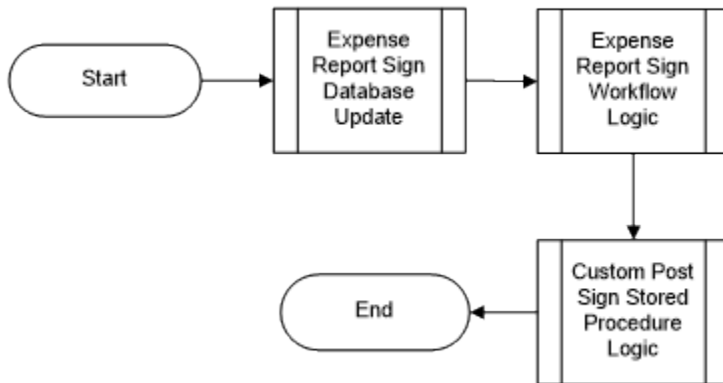 Start
Expense
Report Sign
Database
Update
Expense
Report Sign
Workflow
Logic
Custom Post
Sign Stored
Procedure
Logic
End